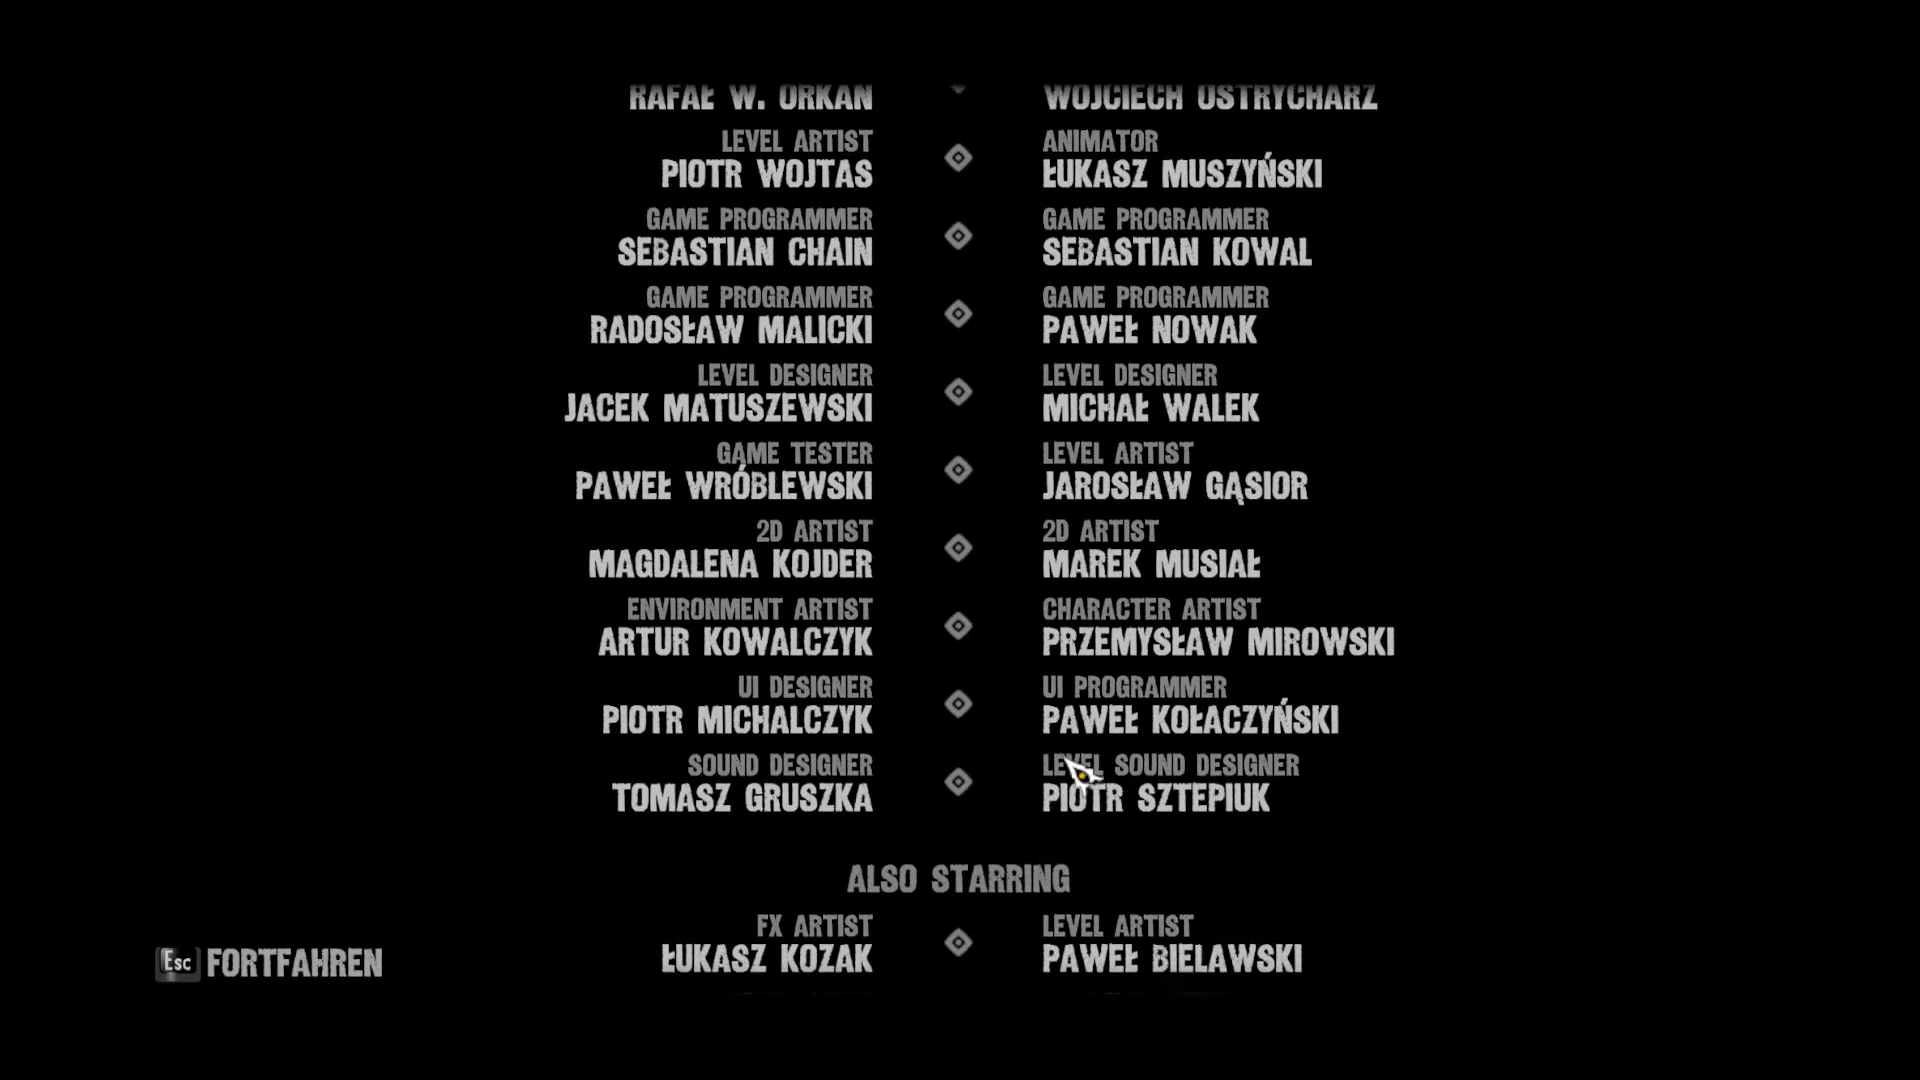 RAFAŁ W. ORKAN WOJCIECH OSTRYCHARZ
LEVEL ARTIST ANIMATOR
PIOTR WOJTAS ŁUKASZ MUSZYŃSKI
GAME PROGRAMMER GAME PROGRAMMER
SEBASTIAN CHAIN SEBASTIAN KOWAL
GAME PROGRAMMER GAME PROGRAMMER
RADOSŁAW MALICKI PAWEŁ NOWAK
LEVEL DESIGNER LEVEL DESIGNER
JACEK MATUSZEWSKI MICHAŁ WALEK
GAME TESTER LEVEL ARTIST
PAWEŁ WRÓBLEWSKI JAROSŁAW GĄSIOR
2D ARTIST 2D ARTIST
MAGDALENA KOJDER MAREK MUSIAŁ
ENVIRONMENT ARTIST CHARACTER ARTIST
ARTUR KOWALCZYK PRZEMYSŁAW MIROWSKI
UI DESIGNER UI PROGRAMMER
PIOTR MICHALCZYK PAWEŁ KOŁACZYŃSKI
SOUND DESIGNER LEVEL SOUND DESIGNER
TOMASZ GRUSZKA PIOTR SZTEPIUK
ALSO STARRING
FX ARTIST LEVEL ARTIST
ŁUKASZ KOZAK PAWEŁ BIELAWSKI
Esc FORTFAHREN